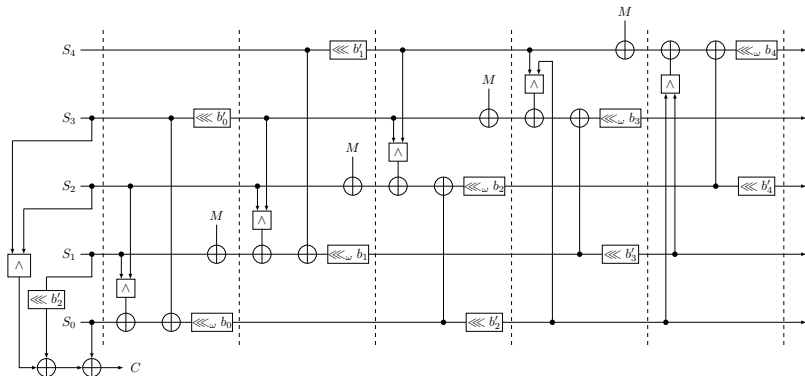 M
S₄ ⋘ b′₁ ⋘ω b₄
M
S₃ ∧ ∧ ⋘ b′₀ ⋘ω b₃
M
∧
S₂ ⋘ω b₂ ⋘ b′₄
M
∧
S₁ ⋘ω b₁ ⋘ b′₃
∧
∧
⋘ b′₂
S₀ ⋘ω b₀ ⋘ b′₂
C